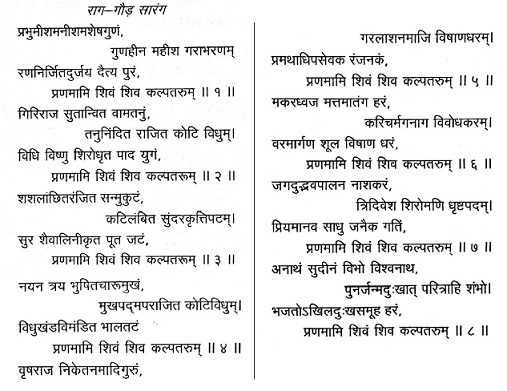 राग–गौड़ सारंग
प्रभुमीशमनीशमशेषगुणं,
गुणहीन महीश गराभरणम्
रणनिर्जितदुर्जय दैत्य पुरं,
प्रणमामि शिवं शिव कल्पतरुम् ॥ १ ॥
गिरिराज सुतान्वित वामतनुं,
तनुनिंदित राजित कोटि विधुम्।
विधि विष्णु शिरोधृत पाद युगं,
प्रणमामि शिवं शिव कल्पतरूम् ॥ २ ॥
शशलांछितरंजित सन्मुकुटं,
कटिलंबित सुंदरकृत्तिपटम्।
सुर शैवालिनीकृत पूत जटं,
प्रणमामि शिवं शिव कल्पतरूम् ॥ ३ ॥
नयन त्रय भुषितचारूमुखं,
मुखपद्मपराजित कोटिविधुम्।
विधुखंडविमंडित भालतटं
प्रणमामि शिवं शिव कल्पतरुम् ॥ ४ ॥
वृषराज निकेतनमादिगुरुं,
गरलाशनमाजि विषाणधरम्।
प्रमथाधिपसेवक रंजनकं,
प्रणमामि शिवं शिव कल्पतरुम् ॥ ५ ॥
मकरध्वज मत्तमातंग हरं,
करिचर्मगनाग विवोधकरम्।
वरमार्गण शूल विषाण धरं,
प्रणमामि शिवं शिव कल्पतरुम् ॥ ६ ॥
जगदुद्भवपालन नाशकरं,
त्रिदिवेश शिरोमणि धृष्टपदम्।
प्रियमानव साधु जनैक गतिं,
प्रणमामि शिवं शिव कल्पतरुम् ॥ ७ ॥
अनाथं सुदीनं विभो विश्वनाथ,
पुनर्जन्मदुःखात् परित्राहि शंभो।
भजतोऽखिलदुःखसमूह हरं,
प्रणमामि शिवं शिव कल्पतरुम् ॥ ८ ॥